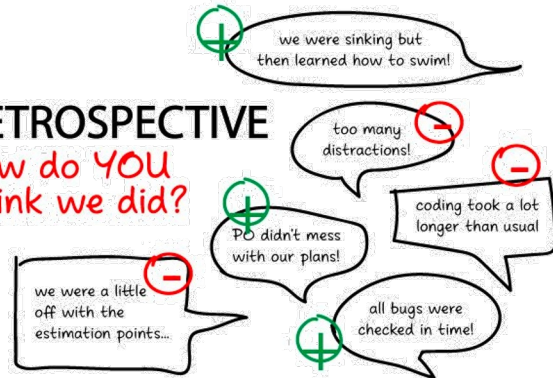 we were sinking but
then learned how to swim!
ETROSPECTIVE
w do YOU
ink we did?
too many
distractions!
coding took a lot
longer than usual
PO didn't mess
with our plans!
we were a little
off with the
estimation points...
all bugs were
checked in time!